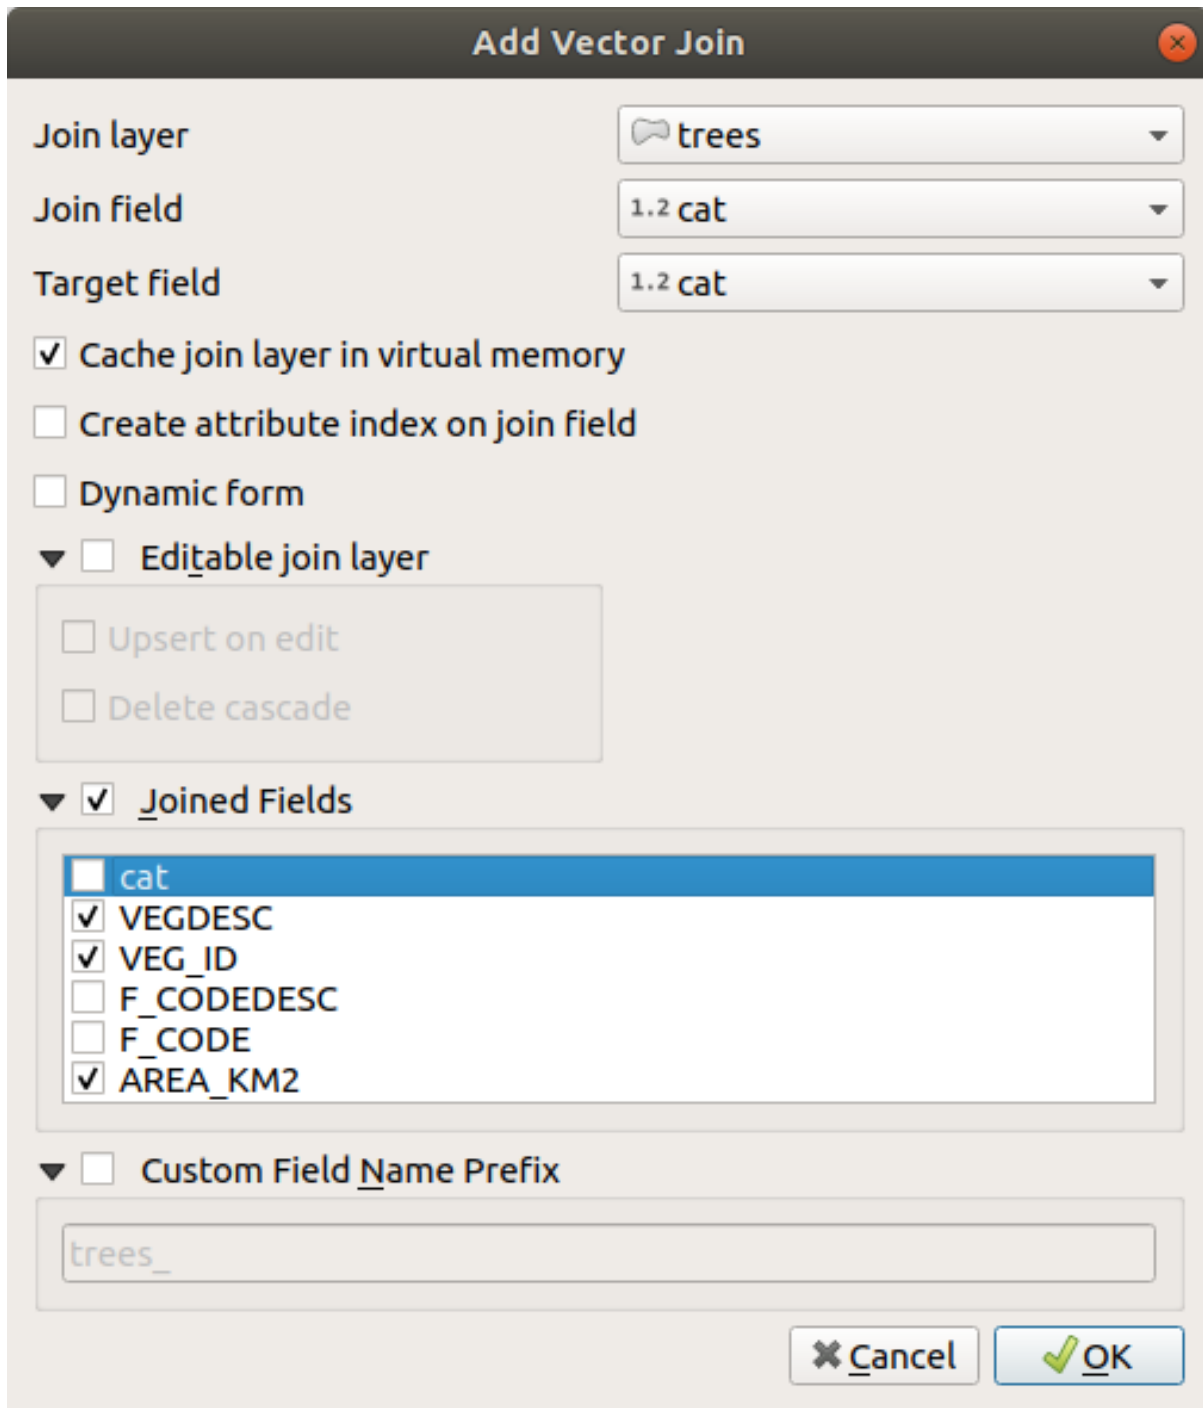 Add Vector Join
Join layer
trees
Join field
1.2 cat
Target field
1.2 cat
Cache join layer in virtual memory
Create attribute index on join field
Dynamic form
Editable join layer
Upsert on edit
Delete cascade
Joined Fields
cat
VEGDESC
VEG_ID
F_CODEDESC
F_CODE
AREA_KM2
Custom Field Name Prefix
trees_
Cancel
OK